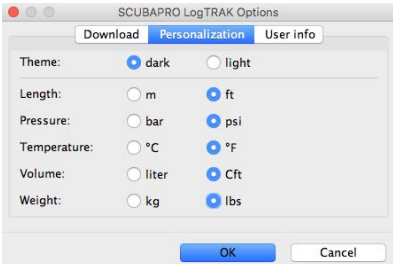 SCUBAPRO LogTRAK Options
Download Personalization User info
Theme: dark light
Length: m ft
Pressure: bar psi
Temperature: °C °F
Volume: liter Cft
Weight: kg lbs
OK Cancel